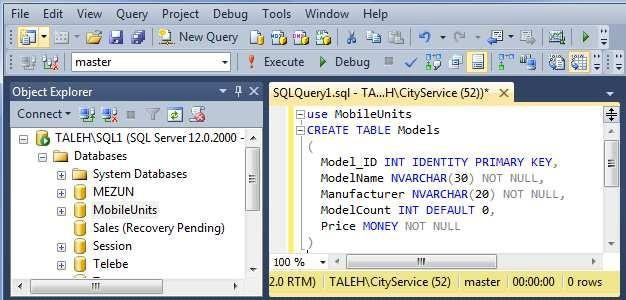 File Edit View Query Project Debug Tools Window Help
New Query
master
Execute Debug
Object Explorer
Connect
TALEH\SQL1 (SQL Server 12.0.2000 -
Databases
System Databases
MEZUN
MobileUnits
Sales (Recovery Pending)
Session
Telebe
SQLQuery1.sql - TA...H\CityService (52))*
use MobileUnits
CREATE TABLE Models
(
Model_ID INT IDENTITY PRIMARY KEY,
ModelName NVARCHAR(30) NOT NULL,
Manufacturer NVARCHAR(20) NOT NULL,
ModelCount INT DEFAULT 0,
Price MONEY NOT NULL
)
100 %
2.0 RTM) TALEH\CityService (52) master 00:00:00 0 rows